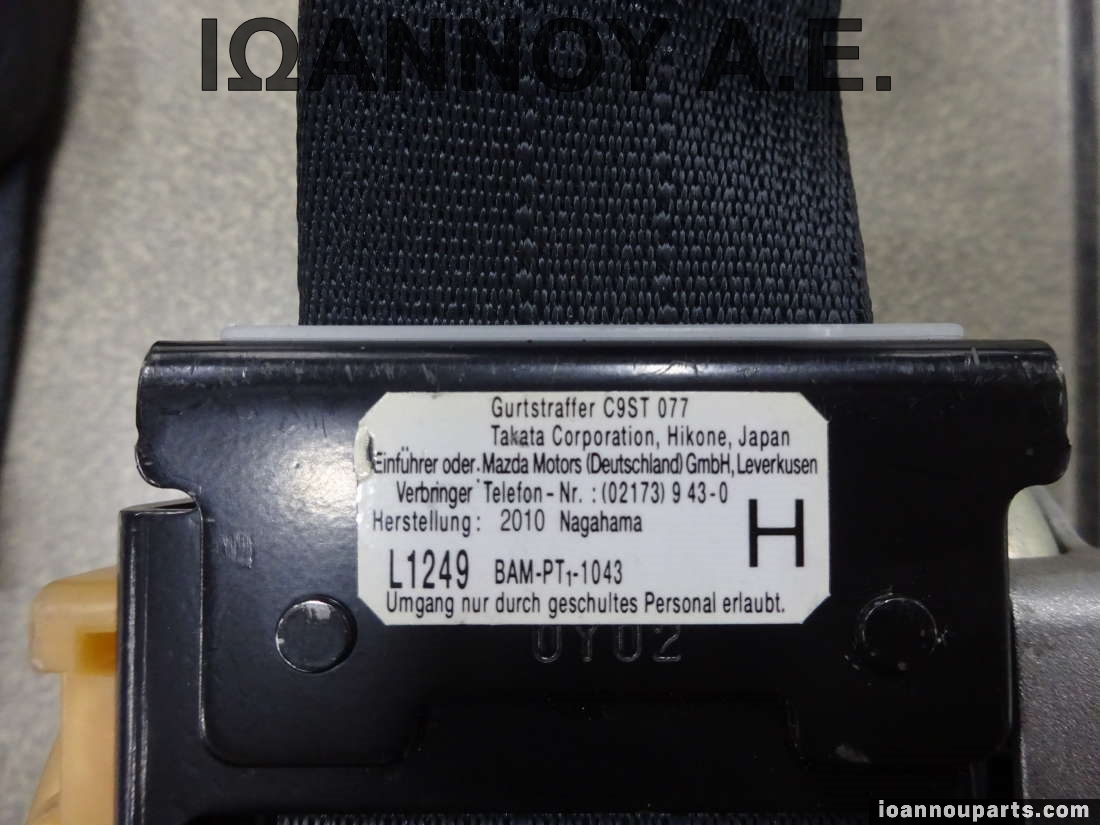 ΙΩΑΝΝΟΥ Α.Ε.
Gurtstraffer C9ST 077
Takata Corporation, Hikone, Japan
Einführer oder Mazda Motors (Deutschland) GmbH, Leverkusen
Verbringer Telefon-Nr. : (02173) 9 43-0
Herstellung: 2010 Nagahama
H
L1249 BAM-PT1-1043
Umgang nur durch geschultes Personal erlaubt.
0Y02
ioannouparts.com